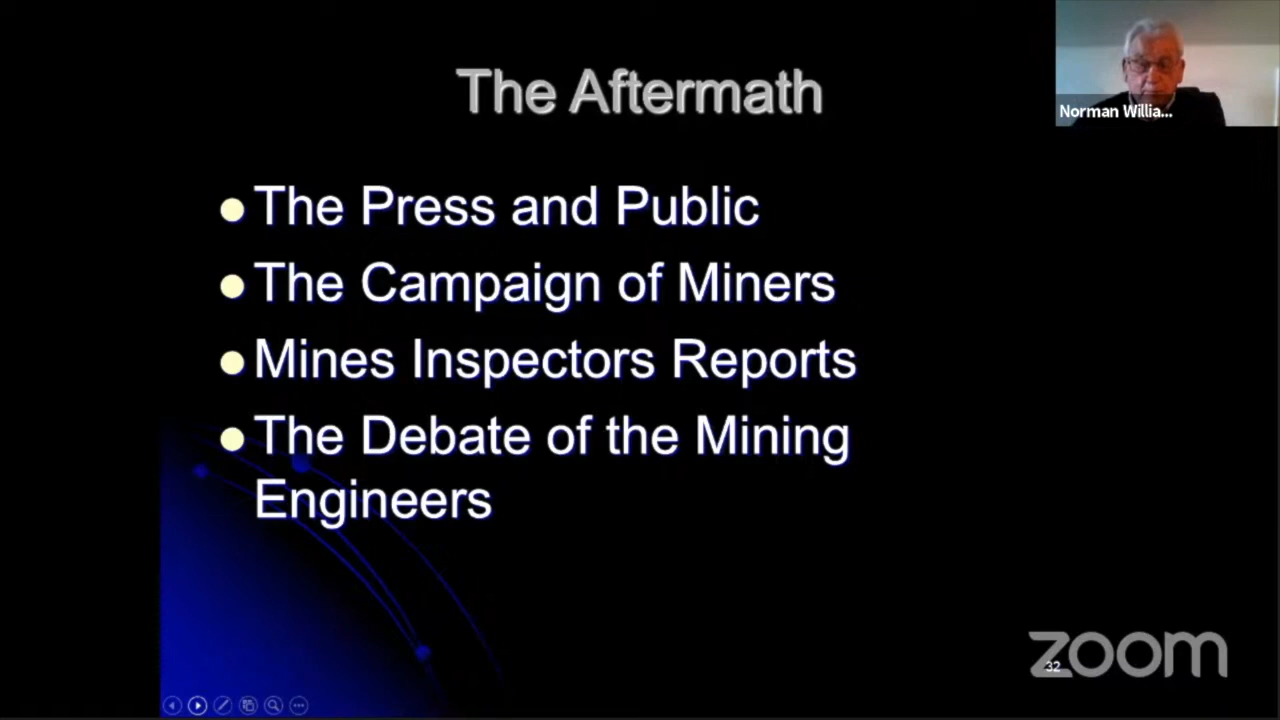 The Aftermath
Norman Willia...
The Press and Public
The Campaign of Miners
Mines Inspectors Reports
The Debate of the Mining
Engineers
zoom
32